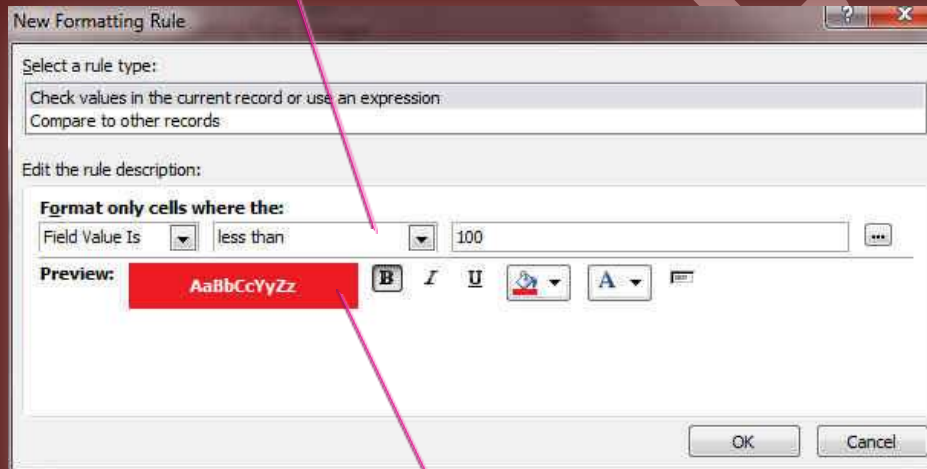 New Formatting Rule
Select a rule type:
Check values in the current record or use an expression
Compare to other records
Edit the rule description:
Format only cells where the:
Field Value Is less than 100 ...
Preview: AaBbCcYyZz B I U A
OK Cancel